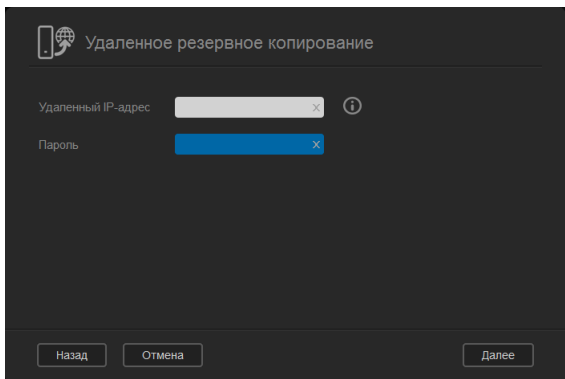 Удаленное резервное копирование
Удаленный IP-адрес
Пароль
Назад
Отмена
Далее